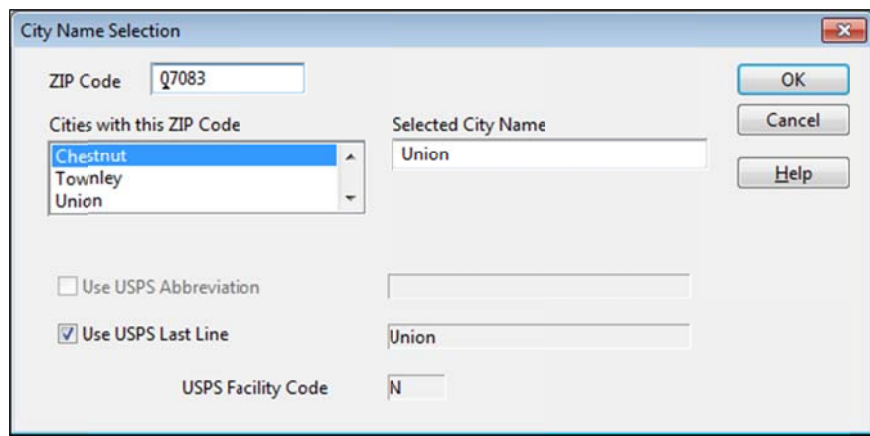 City Name Selection
ZIP Code 07083
OK
Cities with this ZIP Code
Selected City Name
Cancel
Chestnut
Townley
Union
Union
Help
Use USPS Abbreviation
Use USPS Last Line
Union
USPS Facility Code
N